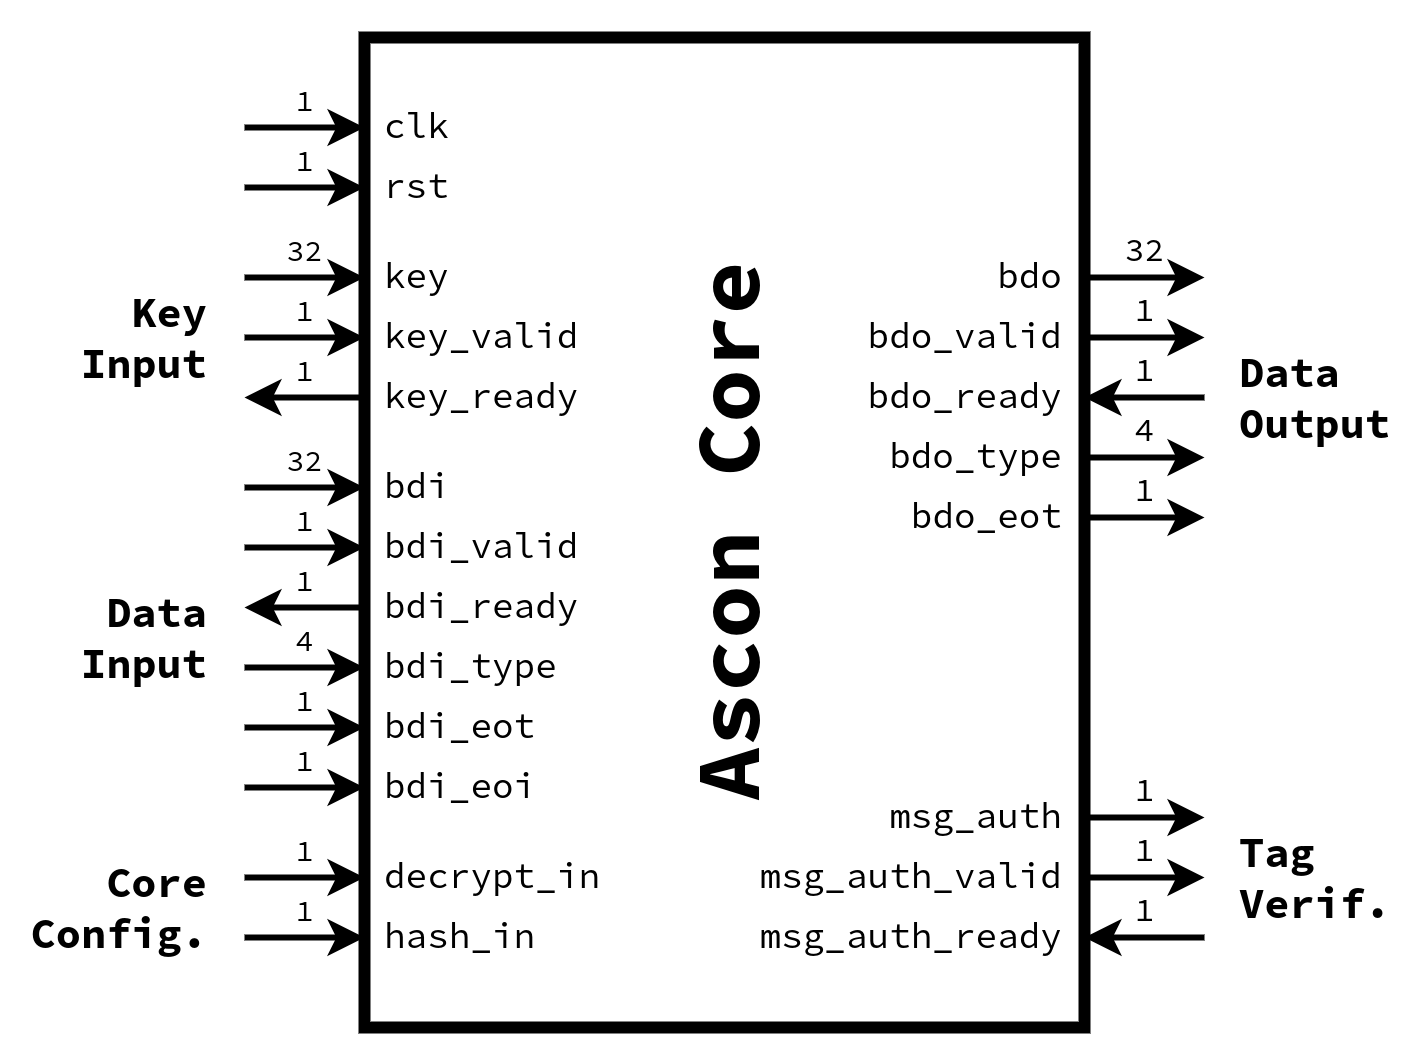 1
clk
1
rst
Key
Input
32
key
1
key_valid
1
key_ready
Data
Input
32
bdi
1
bdi_valid
1
bdi_ready
4
bdi_type
1
bdi_eot
1
bdi_eoi
Core
Config.
1
decrypt_in
1
hash_in
Ascon Core
32
bdo
1
bdo_valid
1
bdo_ready
4
bdo_type
1
bdo_eot
Data
Output
1
msg_auth
1
msg_auth_valid
1
msg_auth_ready
Tag
Verif.